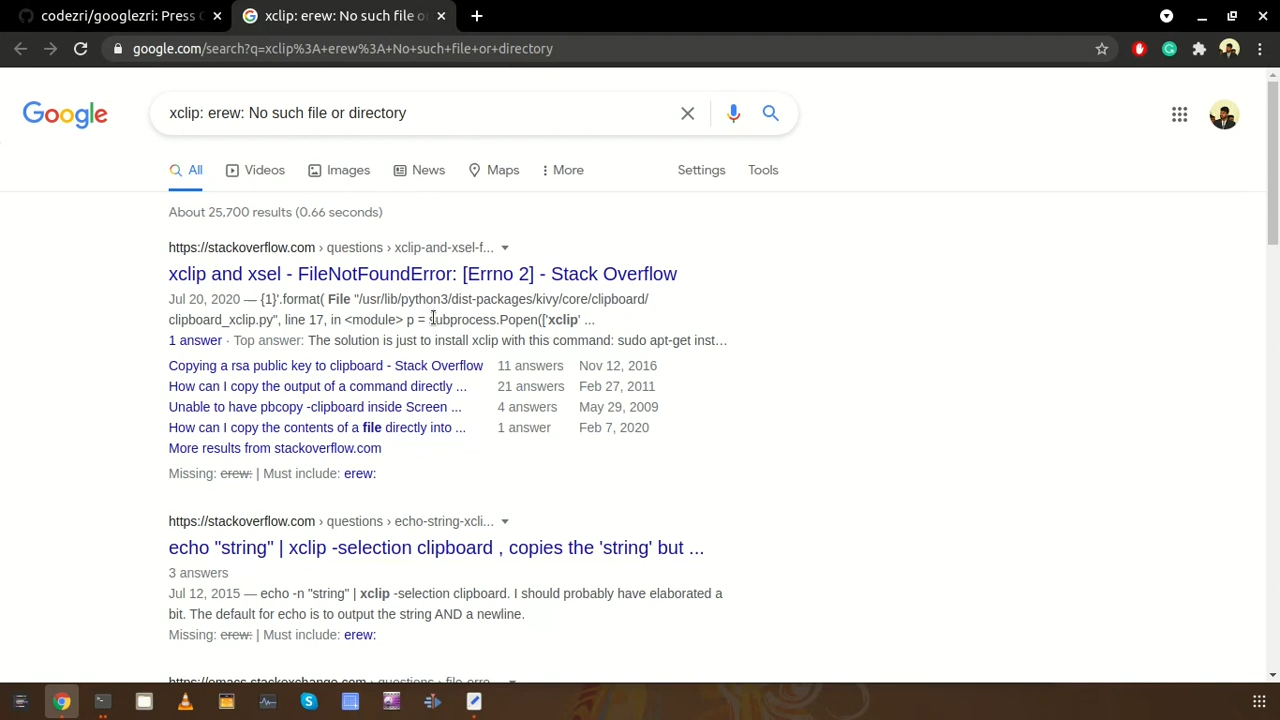 codezri/googlezri: Press
xclip: erew: No such file o
google.com/search?q=xclip%3A+erew%3A+No+such+file+or+directory
Google
xclip: erew: No such file or directory
All Videos Images News Maps More Settings Tools
About 25,700 results (0.66 seconds)
https://stackoverflow.com › questions › xclip-and-xsel-f...
xclip and xsel - FileNotFoundError: [Errno 2] - Stack Overflow
Jul 20, 2020 — {1}'.format( File "/usr/lib/python3/dist-packages/kivy/core/clipboard/
clipboard_xclip.py", line 17, in <module> p = subprocess.Popen(['xclip' ...
1 answer · Top answer: The solution is just to install xclip with this command: sudo apt-get inst...
Copying a rsa public key to clipboard - Stack Overflow 11 answers Nov 12, 2016
How can I copy the output of a command directly ... 21 answers Feb 27, 2011
Unable to have pbcopy -clipboard inside Screen ... 4 answers May 29, 2009
How can I copy the contents of a file directly into ... 1 answer Feb 7, 2020
More results from stackoverflow.com
Missing: erew: | Must include: erew:
https://stackoverflow.com › questions › echo-string-xcli...
echo "string" | xclip -selection clipboard , copies the 'string' but ...
3 answers
Jul 12, 2015 — echo -n "string" | xclip -selection clipboard. I should probably have elaborated a
bit. The default for echo is to output the string AND a newline.
Missing: erew: | Must include: erew:
https://emacs.stackexchange.com › questions › file-erro...